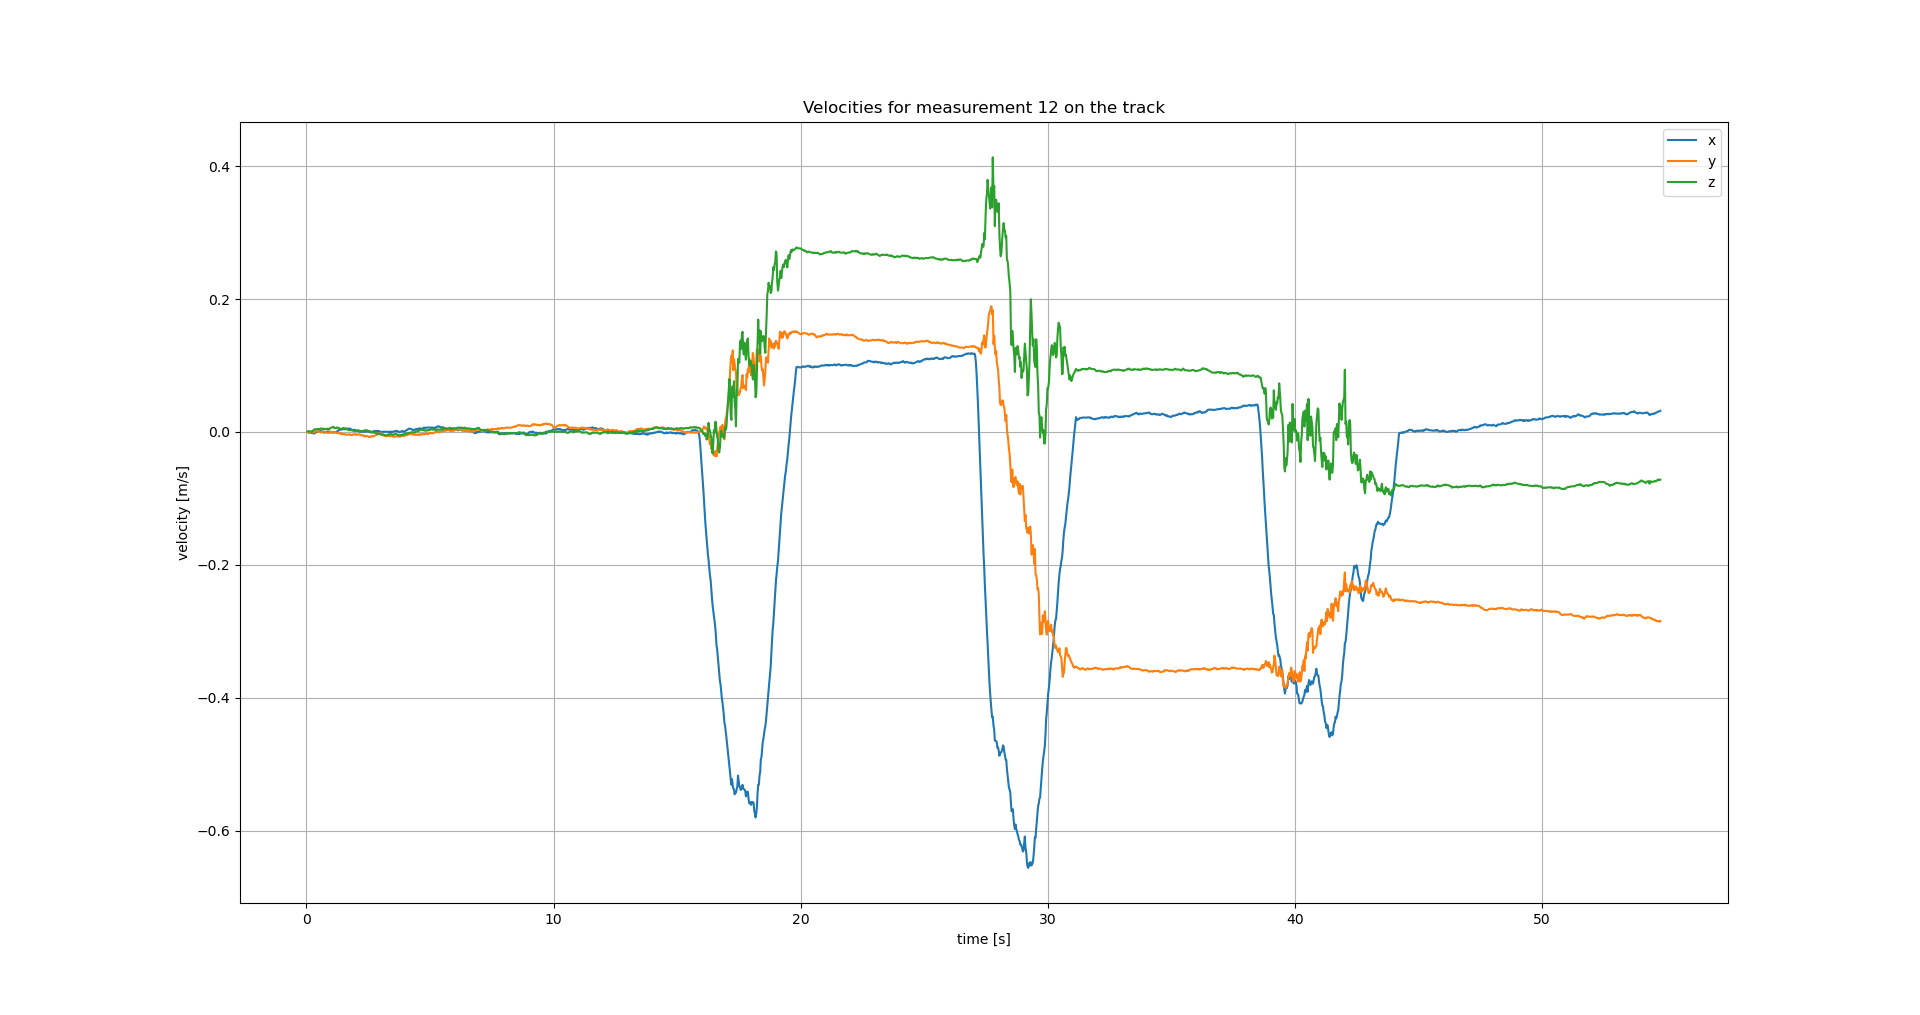 Velocities for measurement 12 on the track
x
y
z
0.4
0.2
0.0
−0.2
−0.4
−0.6
velocity [m/s]
0 10 20 30 40 50
time [s]